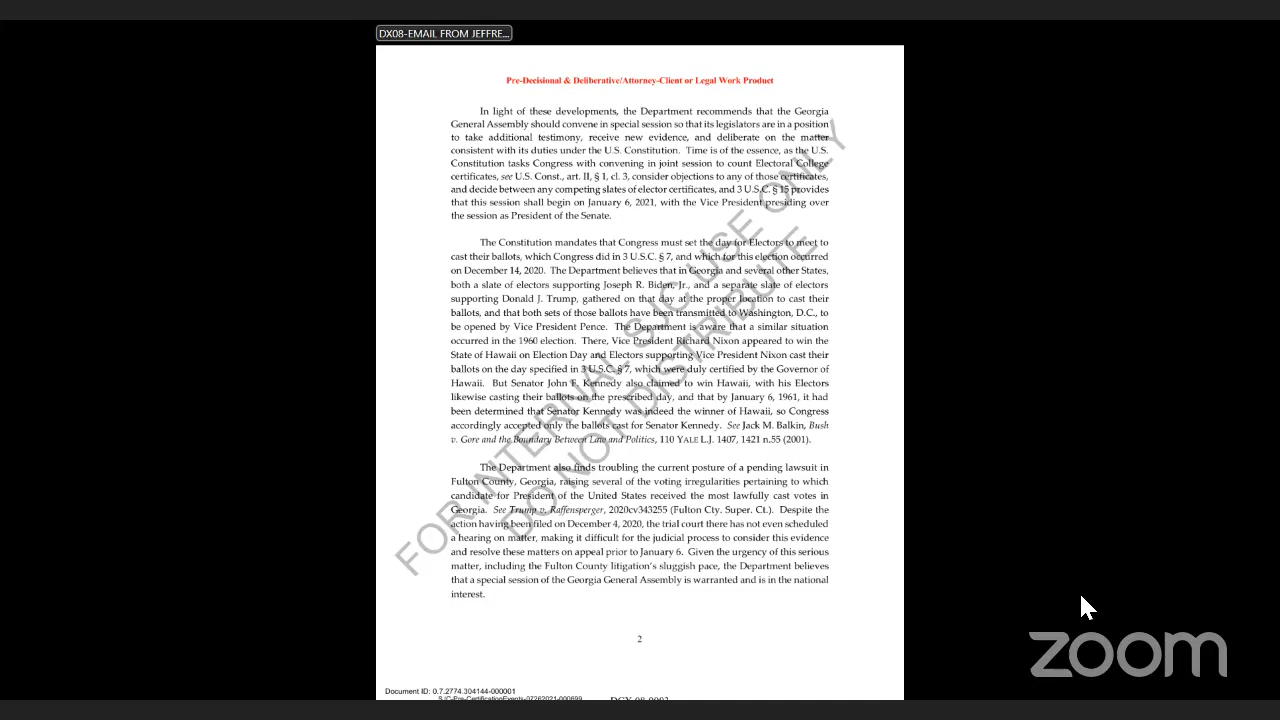 DX08-EMAIL FROM JEFFRE...
Pre-Decisional & Deliberative/Attorney-Client or Legal Work Product
In light of these developments, the Department recommends that the Georgia
General Assembly should convene in special session so that its legislators are in a position
to take additional testimony, receive new evidence, and deliberate on the matter
consistent with its duties under the U.S. Constitution. Time is of the essence, as the U.S.
Constitution tasks Congress with convening in joint session to count Electoral College
certificates, see U.S. Const., art. II, § 1, cl. 3, consider objections to any of those certificates,
and decide between any competing slates of elector certificates, and 3 U.S.C. § 15 provides
that this session shall begin on January 6, 2021, with the Vice President presiding over
the session as President of the Senate.
The Constitution mandates that Congress must set the day for Electors to meet to
cast their ballots, which Congress did in 3 U.S.C. § 7, and which for this election occurred
on December 14, 2020. The Department believes that in Georgia and several other States,
both a slate of electors supporting Joseph R. Biden, Jr., and a separate slate of electors
supporting Donald J. Trump, gathered on that day at the proper location to cast their
ballots, and that both sets of those ballots have been transmitted to Washington, D.C., to
be opened by Vice President Pence. The Department is aware that a similar situation
occurred in the 1960 election. There, Vice President Richard Nixon appeared to win the
State of Hawaii on Election Day and Electors supporting Vice President Nixon cast their
ballots on the day specified in 3 U.S.C. § 7, which were duly certified by the Governor of
Hawaii. But Senator John F. Kennedy also claimed to win Hawaii, with his Electors
likewise casting their ballots on the prescribed day, and that by January 6, 1961, it had
been determined that Senator Kennedy was indeed the winner of Hawaii, so Congress
accordingly accepted only the ballots cast for Senator Kennedy. See Jack M. Balkin, Bush
v. Gore and the Boundary Between Law and Politics, 110 YALE L.J. 1407, 1421 n.55 (2001).
The Department also finds troubling the current posture of a pending lawsuit in
Fulton County, Georgia, raising several of the voting irregularities pertaining to which
candidate for President of the United States received the most lawfully cast votes in
Georgia. See Trump v. Raffensperger, 2020cv343255 (Fulton Cty. Super. Ct.). Despite the
action having been filed on December 4, 2020, the trial court there has not even scheduled
a hearing on matter, making it difficult for the judicial process to consider this evidence
and resolve these matters on appeal prior to January 6. Given the urgency of this serious
matter, including the Fulton County litigation's sluggish pace, the Department believes
that a special session of the Georgia General Assembly is warranted and is in the national
interest.
FOR INTERNAL SJC USE ONLY
DO NOT DISTRIBUTE
2
Document ID: 0.7.2774.304144-000001
SJC-Pre-CertificationEvents-07262021-000699
zoom